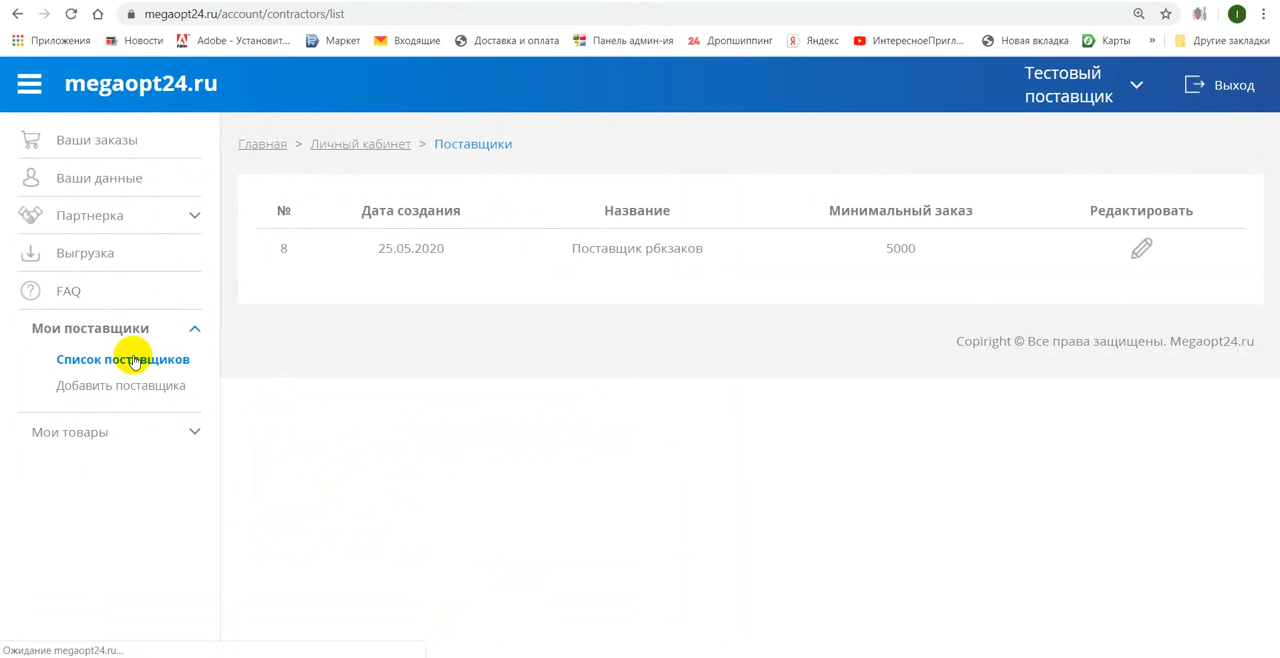 megaopt24.ru/account/contractors/list
Приложения Новости Adobe - Установит... Маркет Входящие Доставка и оплата Панель админ-ия 24 Дропшиппинг Яндекс ИнтересноеПригл... Новая вкладка Карты » Другие закладки
megaopt24.ru
Тестовый
поставщик
Выход
Ваши заказы
Ваши данные
Партнерка
Выгрузка
FAQ
Мои поставщики
Список поставщиков
Добавить поставщика
Мои товары
Главная > Личный кабинет > Поставщики
№ Дата создания Название Минимальный заказ Редактировать
8 25.05.2020 Поставщик рбкзаков 5000
Copiright © Все права защищены. Megaopt24.ru
Ожидание megaopt24.ru...